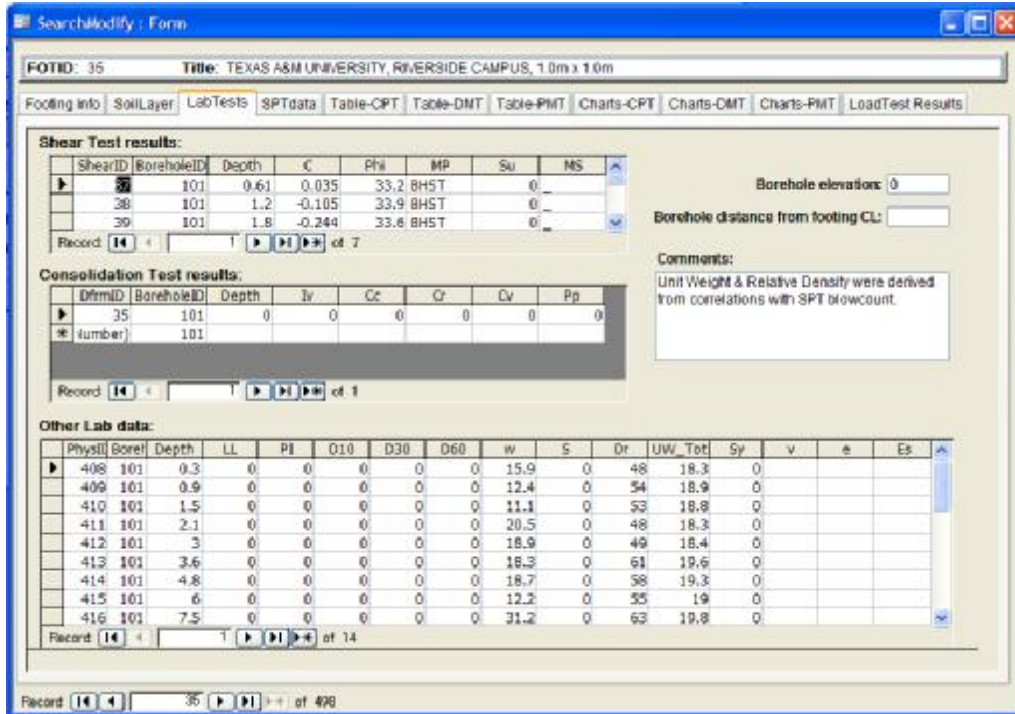 SearchModify : Form
FOTID: 35 Title: TEXAS A&M UNIVERSITY, RIVERSIDE CAMPUS, 1.0m x 1.0m
Footing Info SoilLayer LabTests SPTdata Table-CPT Table-DMT Table-PMT Charts-CPT Charts-DMT Charts-PMT LoadTest Results
Shear Test results:
ShearID BoreholeID Depth C Phi MP Su MS
37 101 0.61 0.035 33.2 BHST 0 _
38 101 1.2 -0.105 33.9 BHST 0 _
39 101 1.8 -0.244 33.6 BHST 0 _
Record: 1 of 7
Borehole elevation: 0
Borehole distance from footing CL:
Comments:
Unit Weight & Relative Density were derived
from correlations with SPT blowcount.
Consolidation Test results:
DfrmID BoreholeID Depth Iv Cc Cr Cv Pp
35 101 0 0 0 0 0 0
* Number) 101
Record: 1 of 1
Other Lab data:
PhysID Boreh Depth LL Pl D10 D30 D60 w S Dr UW_Tot Sy v e Es
408 101 0.3 0 0 0 0 0 15.9 0 48 18.3 0
409 101 0.9 0 0 0 0 0 12.4 0 54 18.9 0
410 101 1.5 0 0 0 0 0 11.1 0 53 18.8 0
411 101 2.1 0 0 0 0 0 20.5 0 48 18.3 0
412 101 3 0 0 0 0 0 18.9 0 49 18.4 0
413 101 3.6 0 0 0 0 0 18.3 0 61 19.6 0
414 101 4.8 0 0 0 0 0 18.7 0 58 19.3 0
415 101 6 0 0 0 0 0 12.2 0 55 19 0
416 101 7.5 0 0 0 0 0 31.2 0 63 19.8 0
Record: 1 of 14
Record: 35 of 498